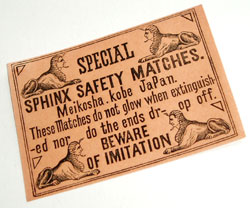 SPECIAL
SPHINX SAFETY MATCHES.
Meikosha. kobe JaPan.
These Matches do not glow when extinguish-
-ed nor do the ends dr- op off.
BEWARE
OF IMITATION